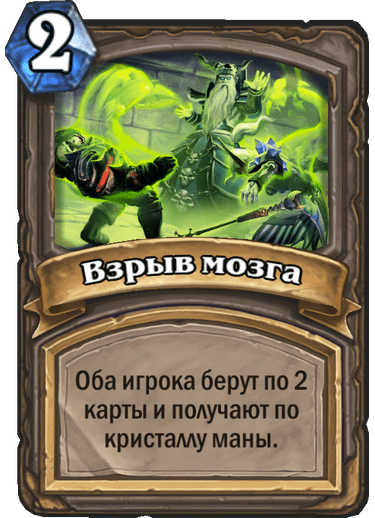 2
Взрыв мозга
Оба игрока берут по 2
карты и получают по
кристаллу маны.